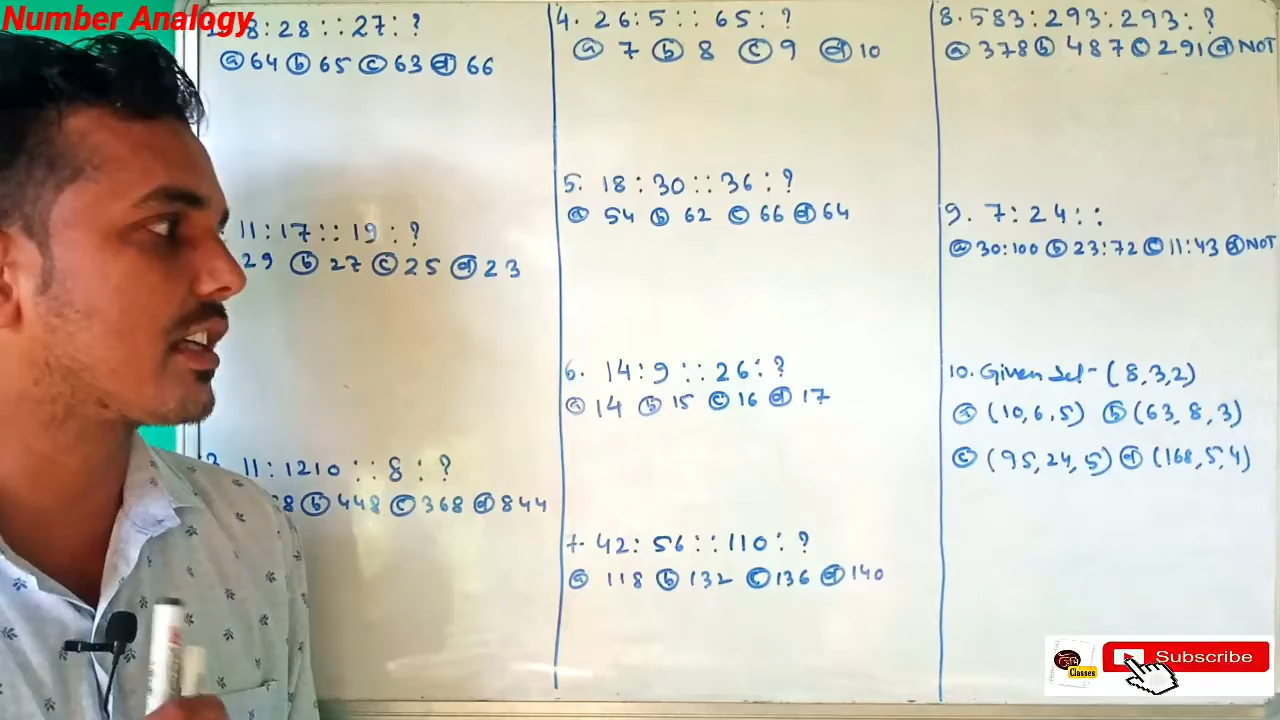 Number Analogy
8 : 28 : : 27 : ?
ⓐ 64 ⓑ 65 ⓒ 63 ⓓ 66
11 : 17 : : 19 : ?
29 ⓑ 27 ⓒ 25 ⓓ 23
11 : 1210 : : 8 : ?
8 ⓑ 448 ⓒ 368 ⓓ 844
4. 26 : 5 : : 65 : ?
ⓐ 7 ⓑ 8 ⓒ 9 ⓓ 10
5. 18 : 30 : : 36 : ?
ⓐ 54 ⓑ 62 ⓒ 66 ⓓ 64
6. 14 : 9 : : 26 : ?
ⓐ 14 ⓑ 15 ⓒ 16 ⓓ 17
7. 42 : 56 : : 110 : ?
ⓐ 118 ⓑ 132 ⓒ 136 ⓓ 140
8. 583 : 293 : 293 : ?
ⓐ 378 ⓑ 487 ⓒ 291 ⓓ NOT
9. 7 : 24 : :
ⓐ 30:100 ⓑ 23:72 ⓒ 11:43 ⓓ NOT
10. Given Set - (8,3,2)
ⓐ (10,6,5) ⓑ (63,8,3)
ⓒ (95,24,5) ⓓ (168,5,4)
Classes
Subscribe